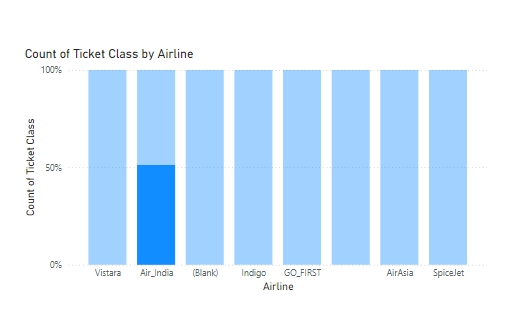 Count of Ticket Class by Airline
100%
50%
0%
Count of Ticket Class
Vistara Air_India (Blank) Indigo GO_FIRST AirAsia SpiceJet
Airline